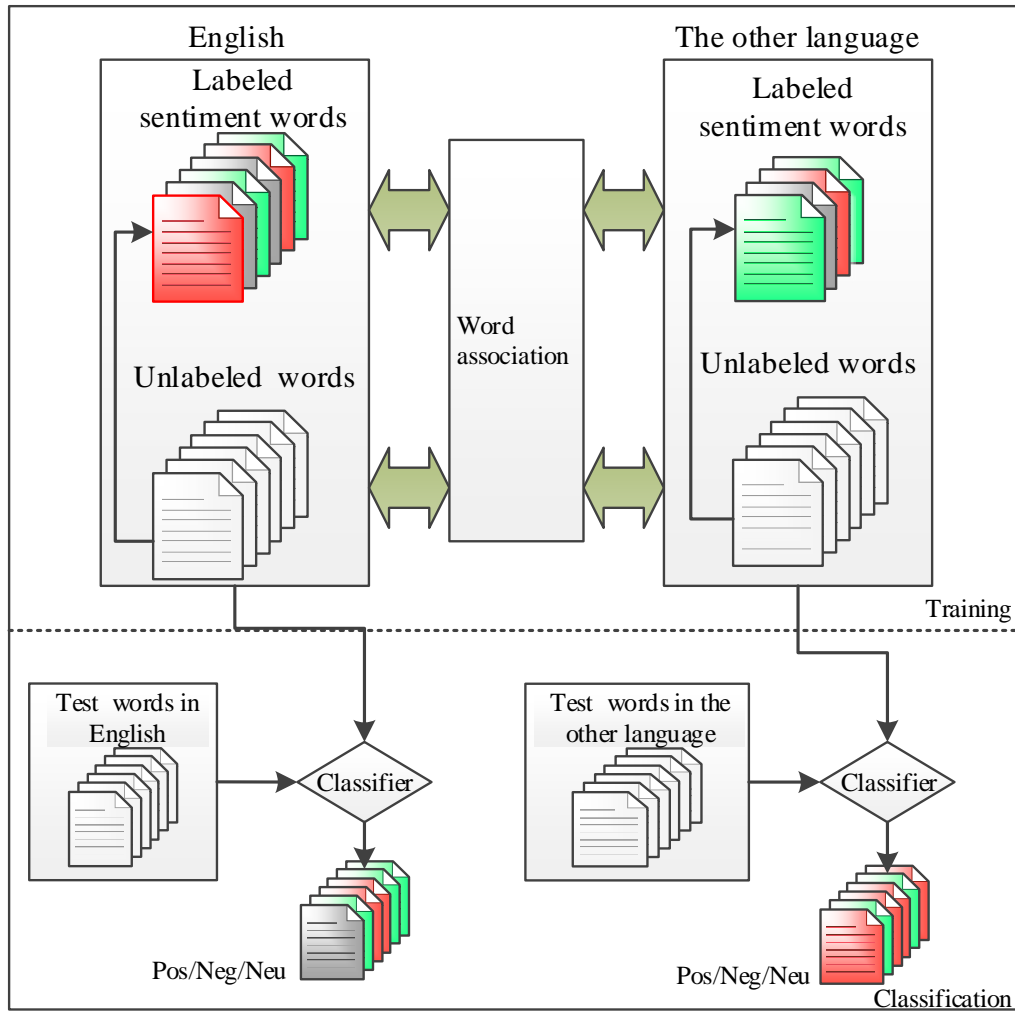 English
The other language
Labeled
sentiment words
Labeled
sentiment words
Word
association
Unlabeled words
Unlabeled words
Training
Test words in
English
Test words in the
other language
Classifier
Classifier
Pos/Neg/Neu
Pos/Neg/Neu
Classification